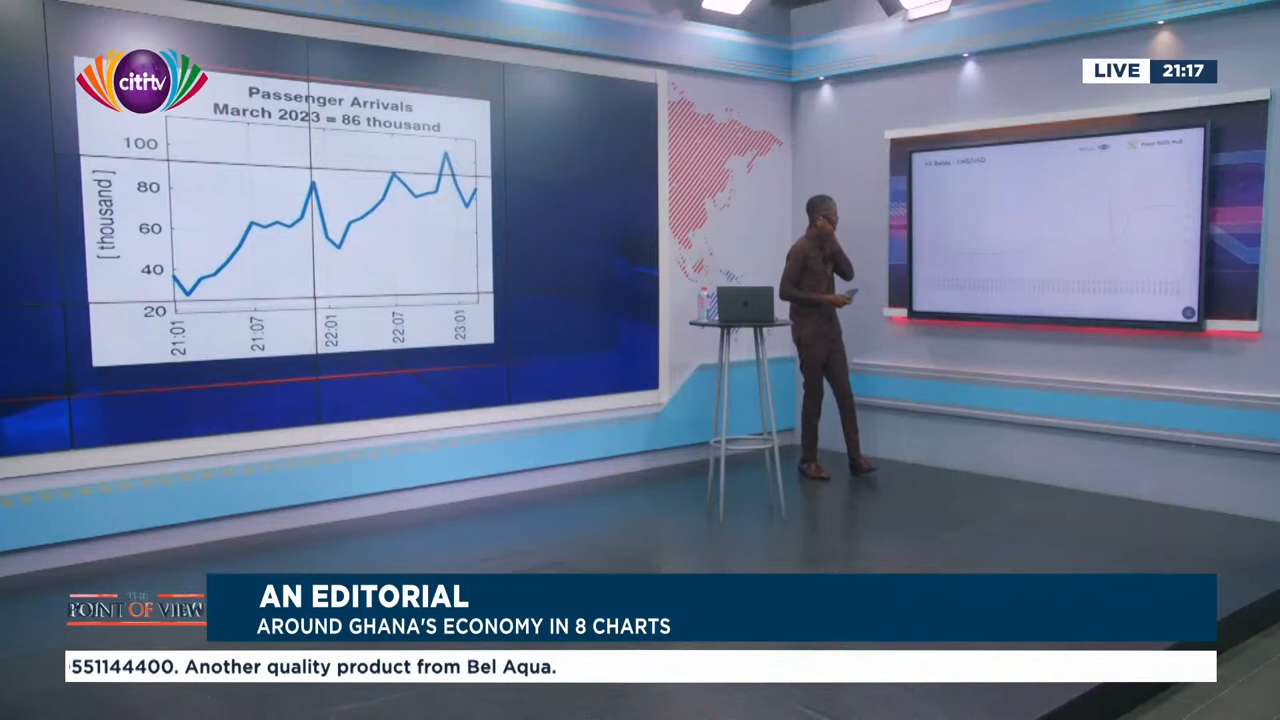 citi tv
Passenger Arrivals
March 2023 = 86 thousand
[ thousand ]
100
80
60
40
20
21:01
21:07
22:01
22:07
23:01
LIVE 21:17
THE
POINT OF VIEW
AN EDITORIAL
AROUND GHANA'S ECONOMY IN 8 CHARTS
551144400. Another quality product from Bel Aqua.